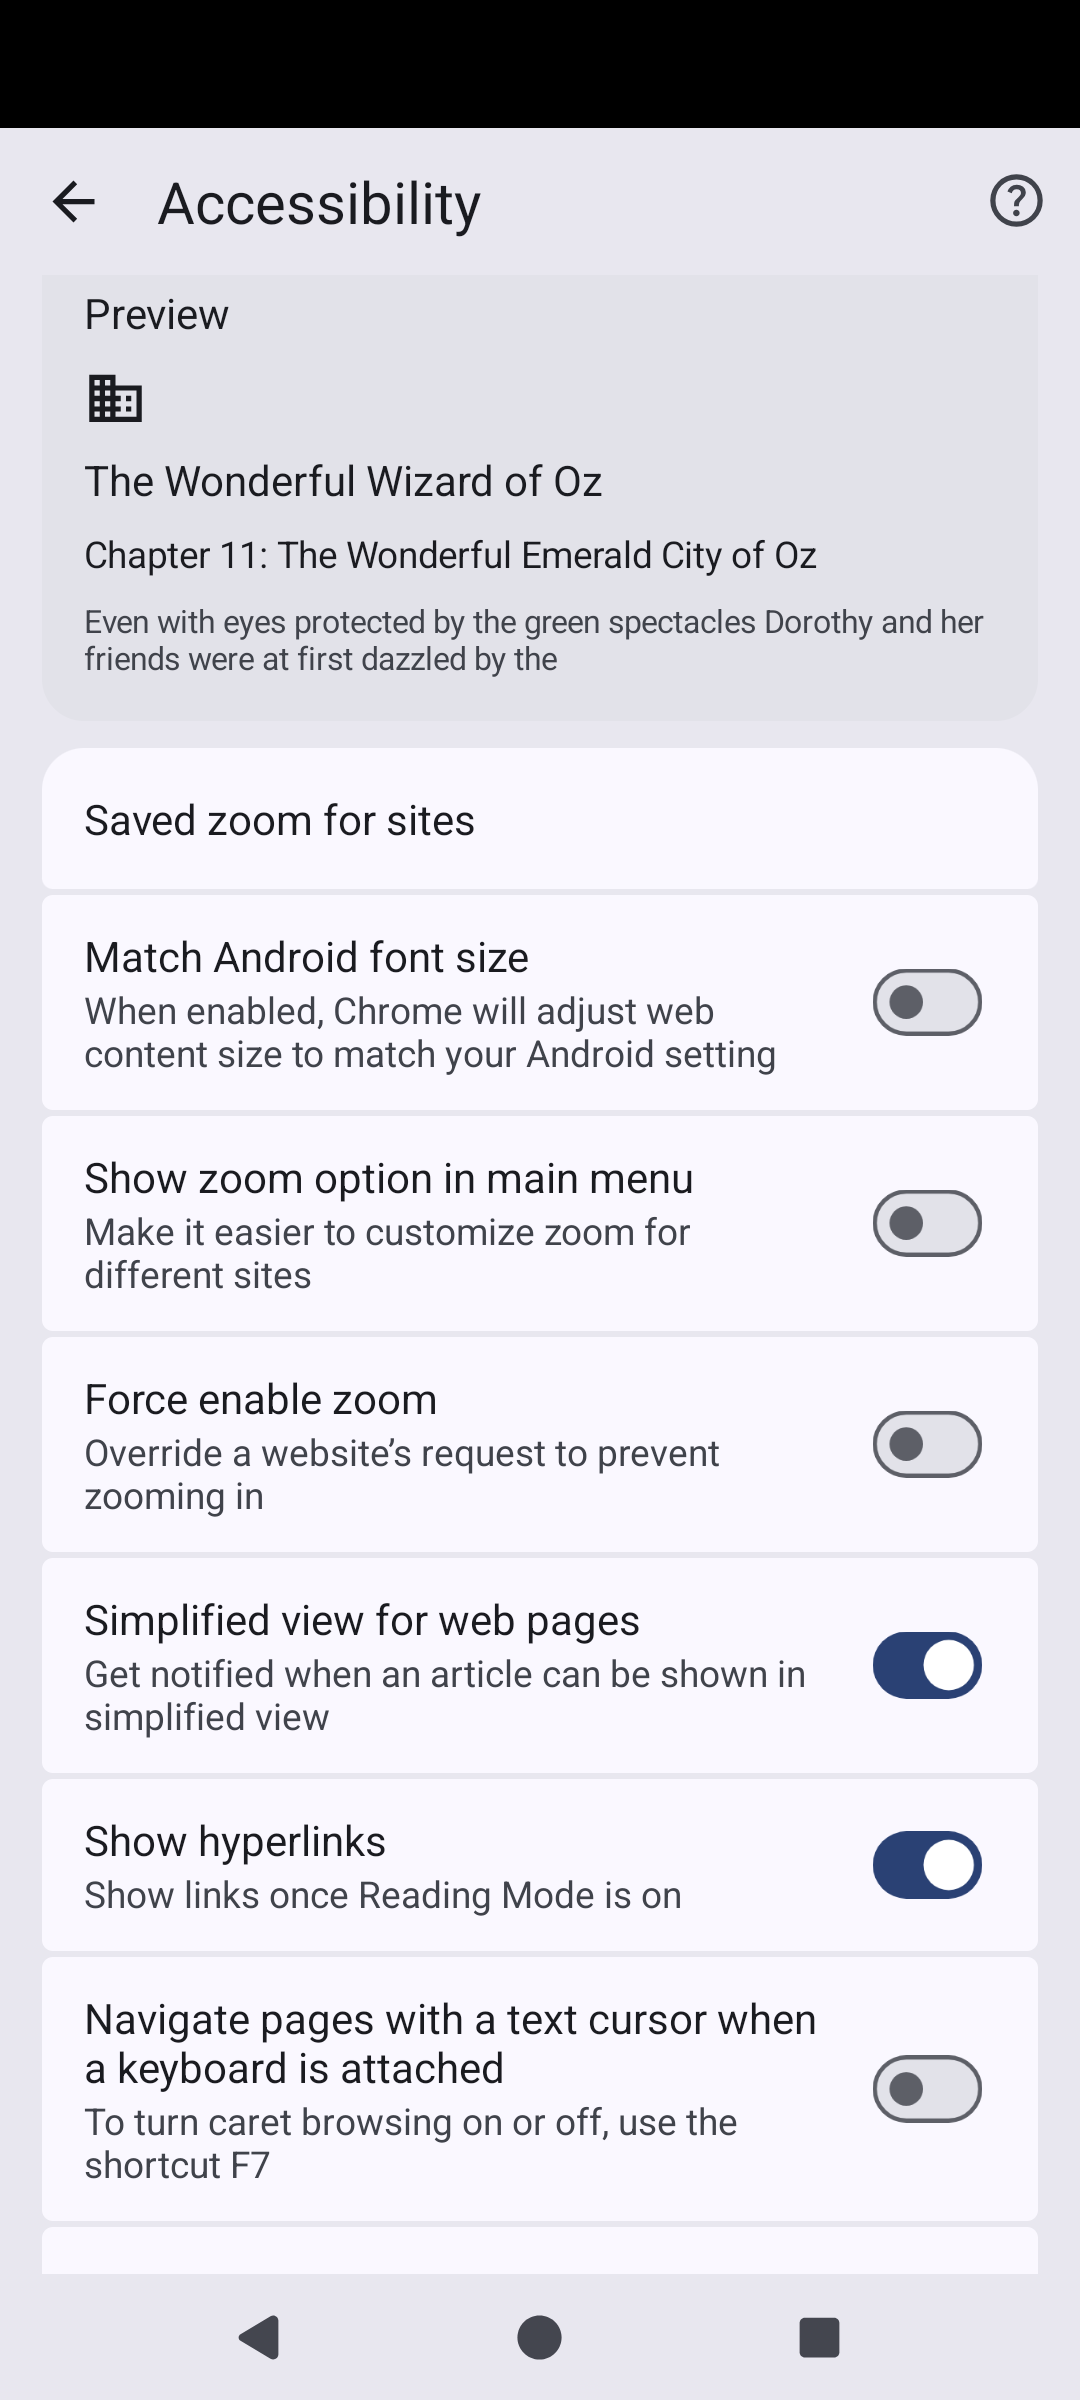 Accessibility
Preview
The Wonderful Wizard of Oz
Chapter 11: The Wonderful Emerald City of Oz
Even with eyes protected by the green spectacles Dorothy and her
friends were at first dazzled by the
Saved zoom for sites
Match Android font size
When enabled, Chrome will adjust web
content size to match your Android setting
Show zoom option in main menu
Make it easier to customize zoom for
different sites
Force enable zoom
Override a website’s request to prevent
zooming in
Simplified view for web pages
Get notified when an article can be shown in
simplified view
Show hyperlinks
Show links once Reading Mode is on
Navigate pages with a text cursor when
a keyboard is attached
To turn caret browsing on or off, use the
shortcut F7